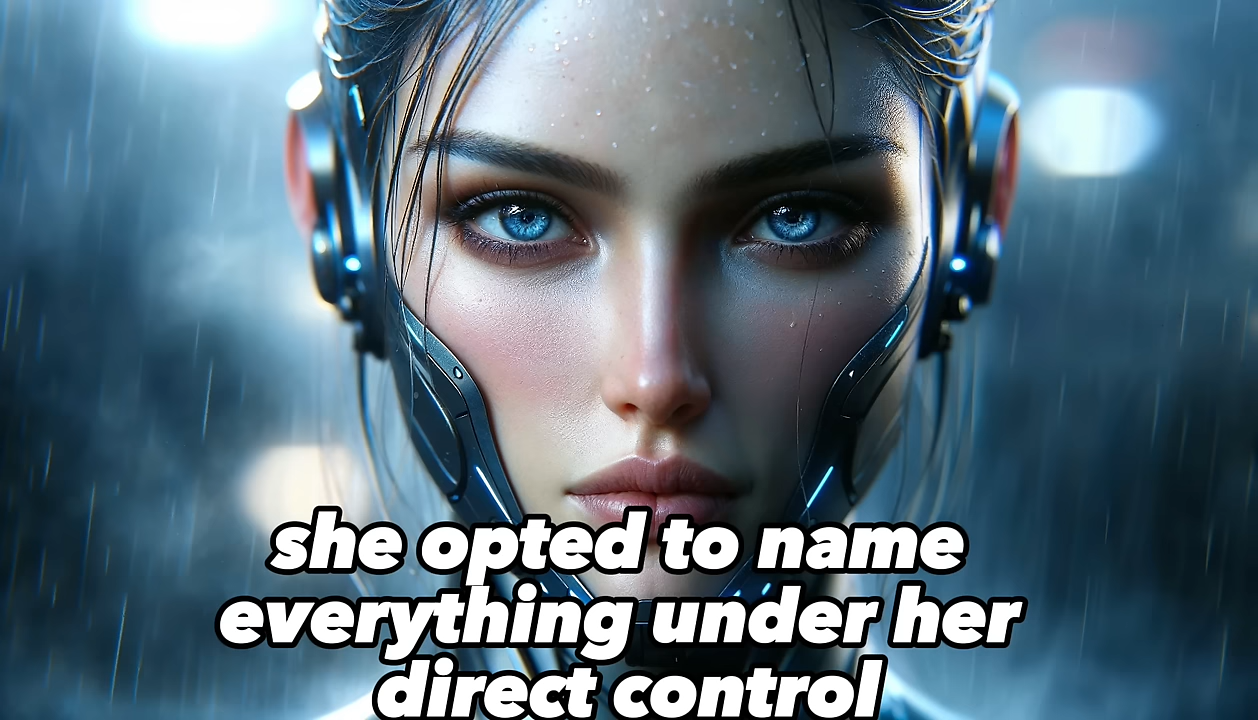 she opted to name
everything under her
direct control